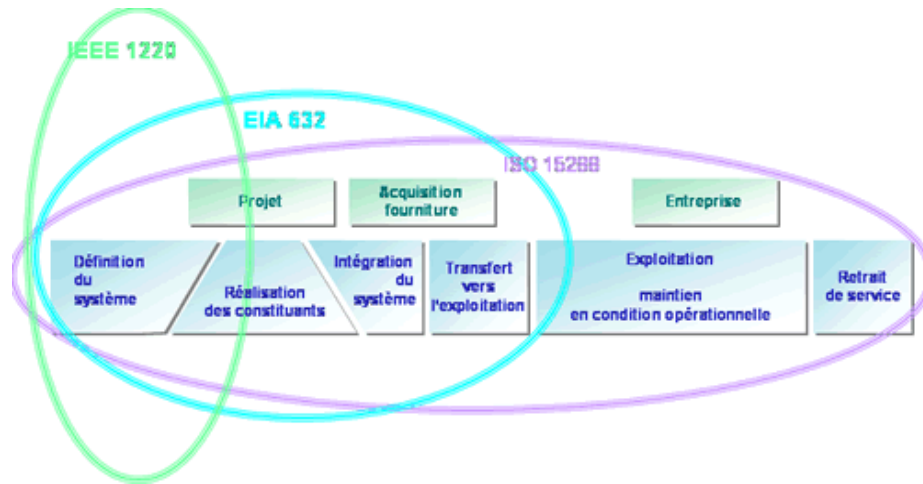 IEEE 1220
EIA 632
ISO 15288
Projet
Acquisition
fourniture
Entreprise
Définition
du
système
Réalisation
des constituants
Intégration
du
système
Transfert
vers
l'exploitation
Exploitation
maintien
en condition opérationnelle
Retrait
de service